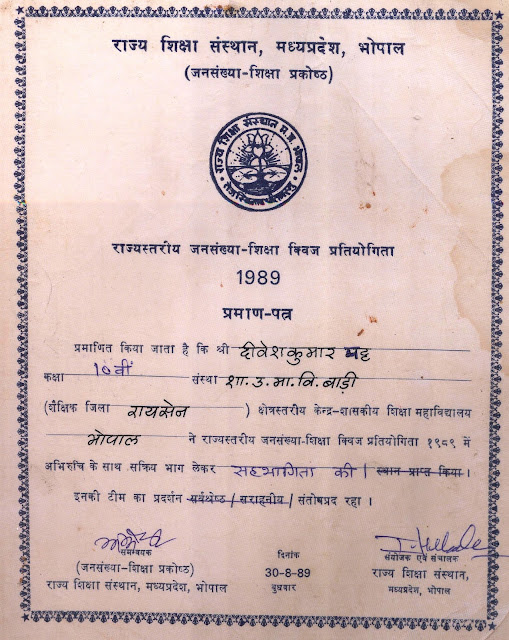 राज्य शिक्षा संस्थान, मध्यप्रदेश, भोपाल
(जनसंख्या-शिक्षा प्रकोष्ठ)
राज्य शिक्षा संस्थान म.प्र. भोपाल
राज्यस्तरीय जनसंख्या-शिक्षा क्विज प्रतियोगिता
1989
प्रमाण-पत्र
प्रमाणित किया जाता है कि श्री दीवेशकुमार भट्ट
कक्षा 10वीं संस्था शा.उ.मा.वि.बाड़ी
(शैक्षिक जिला रायसेन ) क्षेत्रस्तरीय केन्द्र-शासकीय शिक्षा महाविद्यालय
भोपाल ने राज्यस्तरीय जनसंख्या-शिक्षा क्विज प्रतियोगिता १९८९ में
अभिरुचि के साथ सक्रिय भाग लेकर सहभागिता की / स्थान प्राप्त किया।
इनकी टीम का प्रदर्शन सर्वश्रेष्ठ / सराहनीय / संतोषप्रद रहा ।
समन्वयक दिनांक संयोजक एवं संचालक
(जनसंख्या-शिक्षा प्रकोष्ठ) 30-8-89 राज्य शिक्षा संस्थान,
राज्य शिक्षा संस्थान, मध्यप्रदेश, भोपाल बुधवार मध्यप्रदेश, भोपाल